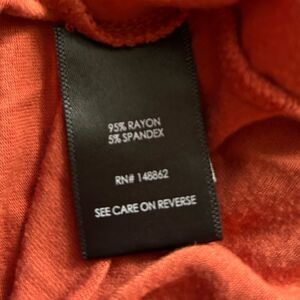 95% RAYON
5% SPANDEX
RN# 148862
SEE CARE ON REVERSE